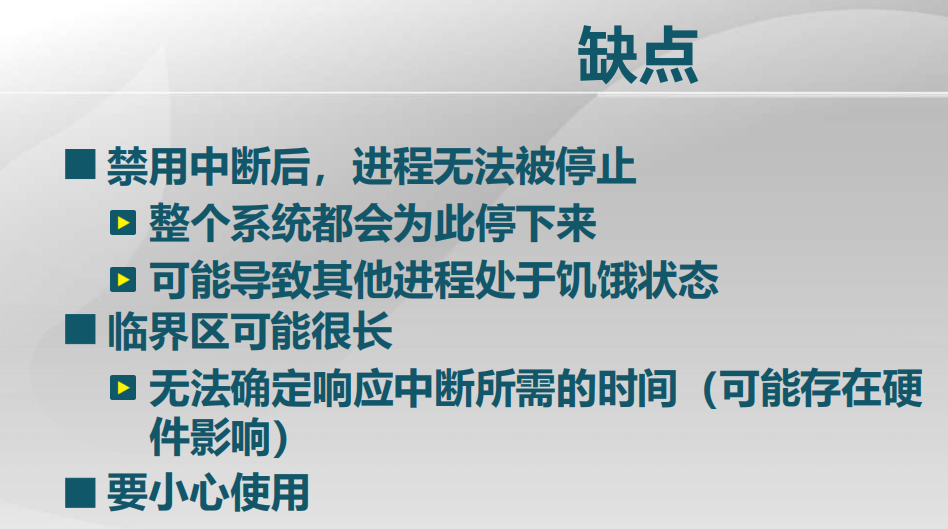 缺点
禁用中断后，进程无法被停止
整个系统都会为此停下来
可能导致其他进程处于饥饿状态
临界区可能很长
无法确定响应中断所需的时间（可能存在硬
件影响）
要小心使用